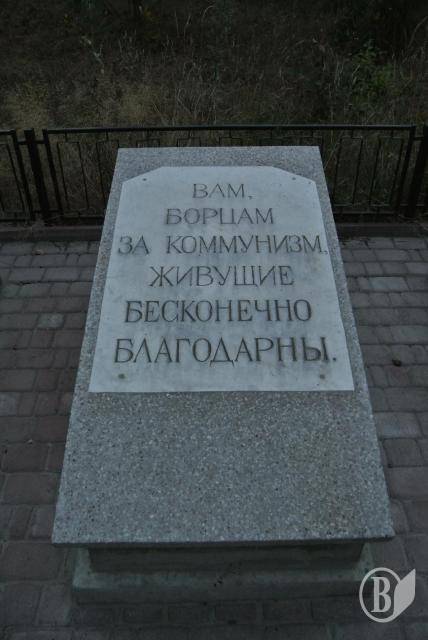 ВАМ,
БОРЦАМ
ЗА КОММУНИЗМ,
ЖИВУЩИЕ
БЕСКОНЕЧНО
БЛАГОДАРНЫ.
В